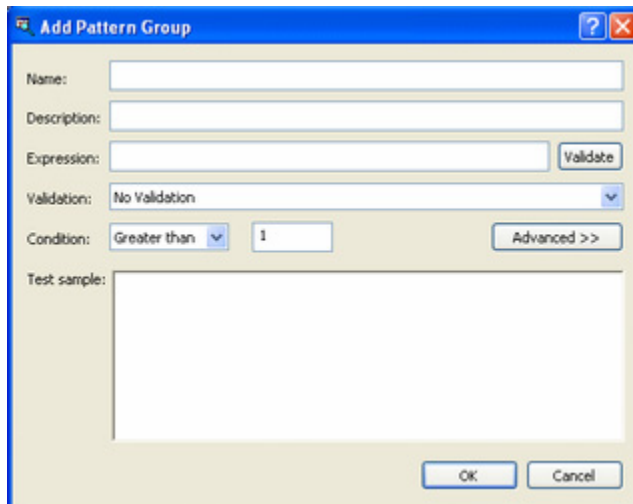 Add Pattern Group
Name:
Description:
Expression: Validate
Validation: No Validation
Condition: Greater than 1 Advanced >>
Test sample:
OK Cancel